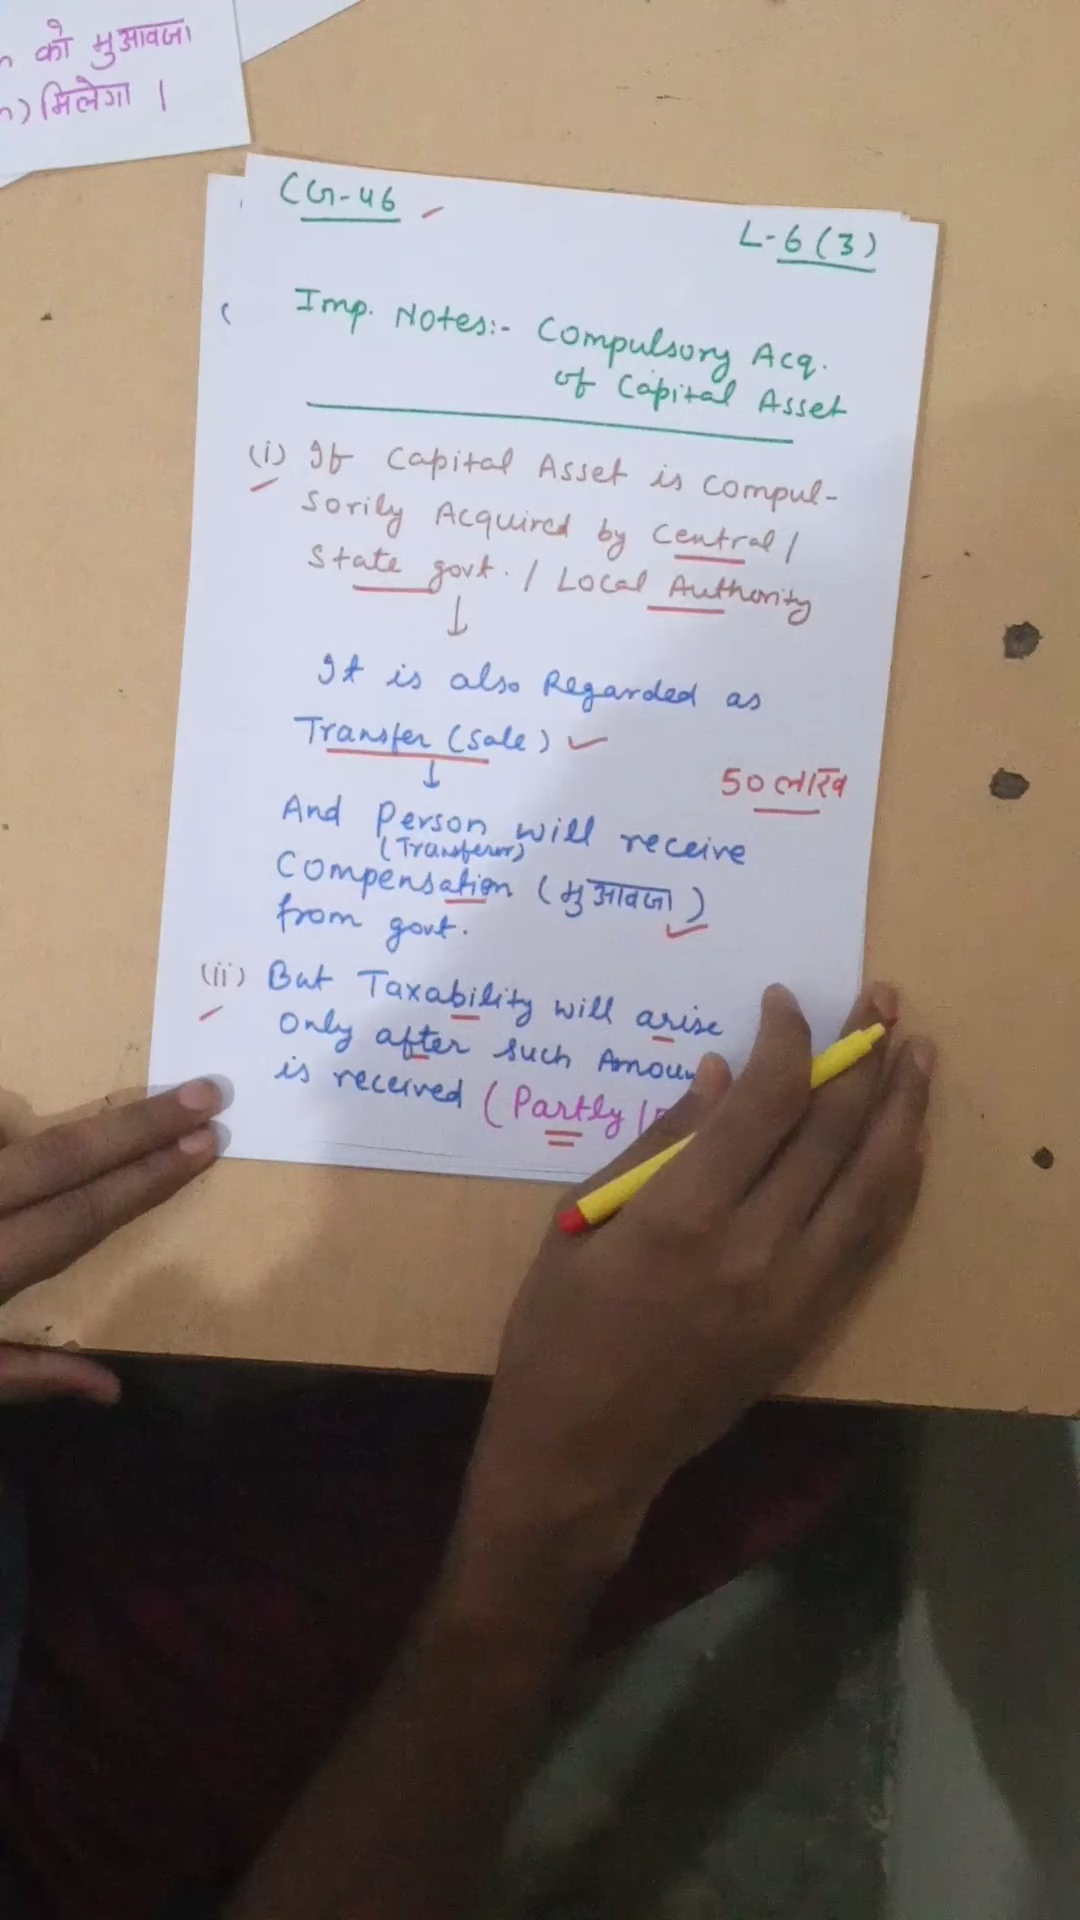 को मुआवजा
मिलेगा ।
CG-46
L-6(3)
Imp. Notes:- Compulsory Acq.
of Capital Asset
(i) If Capital Asset is Compul-
sorily Acquired by Central/
State govt. / Local Authority
↓
It is also Regarded as
Transfer (Sale) ✓
↓
50 लाख
And Person will receive
(Transferor)
Compensation (मुआवजा)
from govt.
(ii) But Taxability will arise
only after such Amoun
is received (Partly /